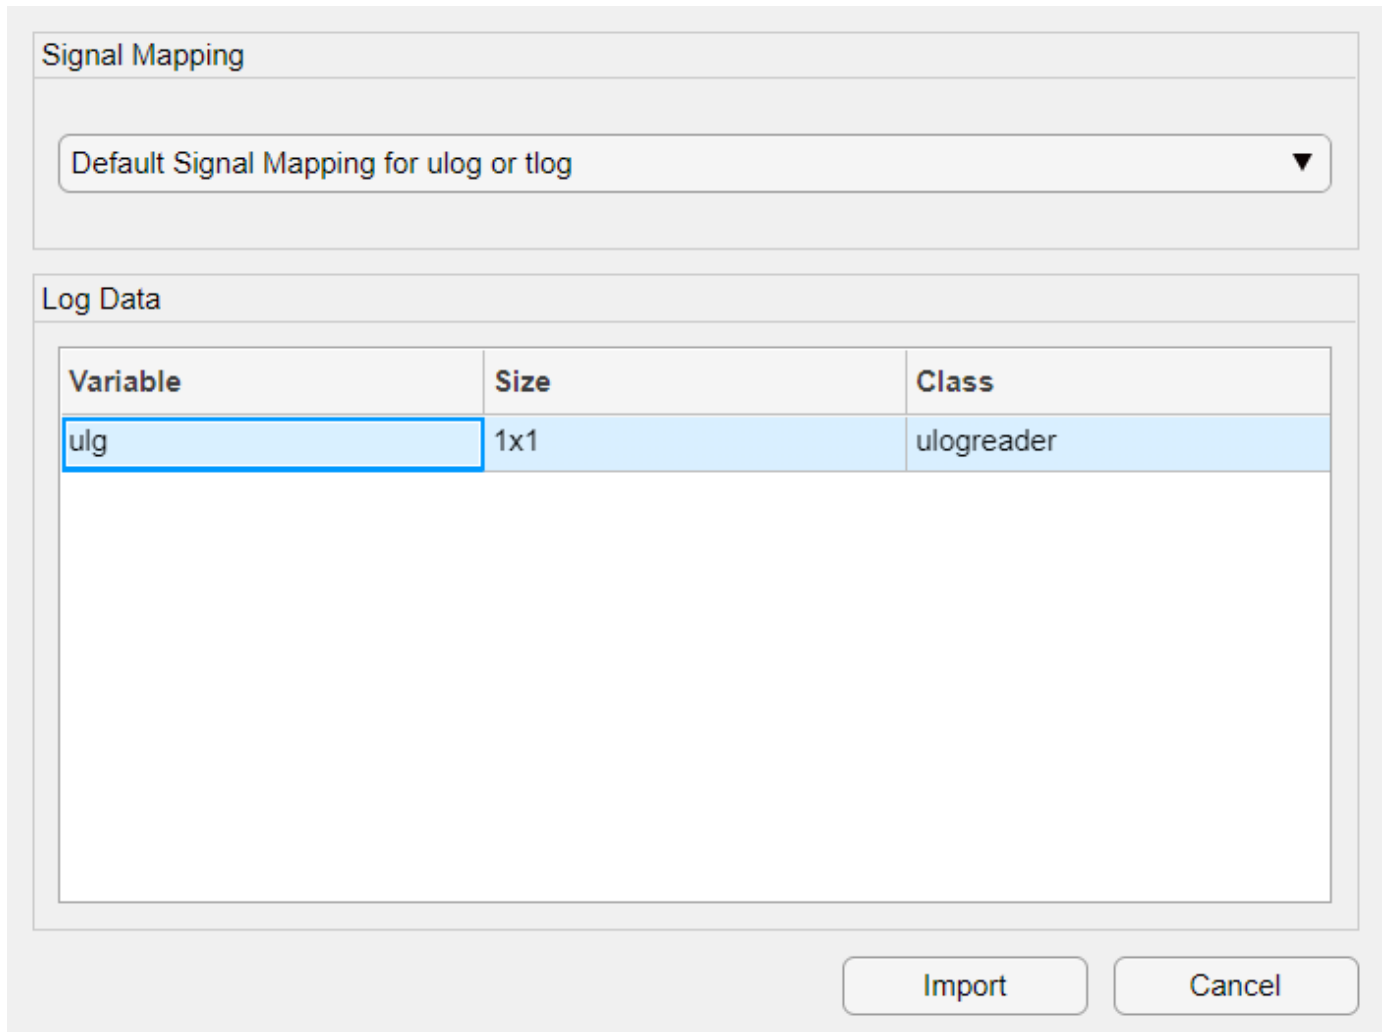 Signal Mapping
Default Signal Mapping for ulog or tlog
Log Data
Variable Size Class
ulg 1x1 ulogreader
Import Cancel